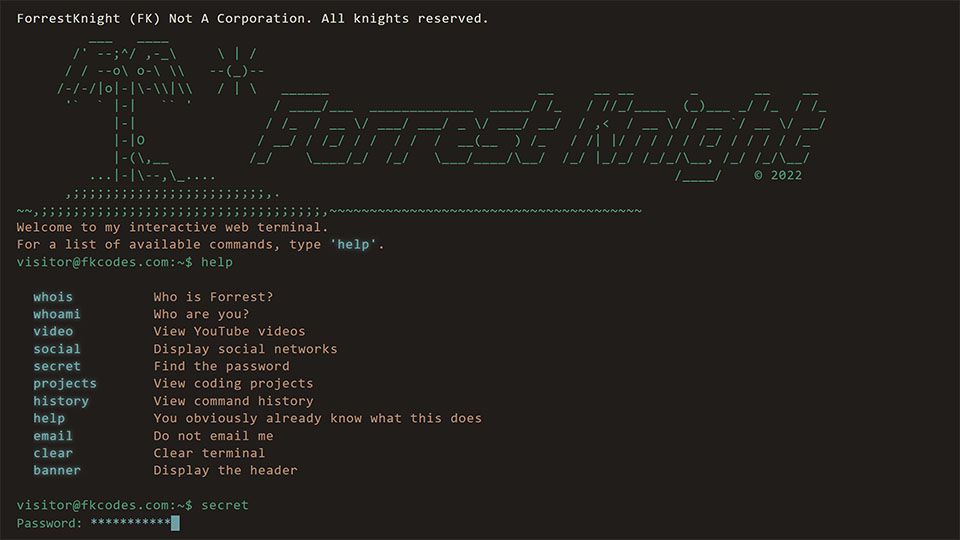 ForrestKnight (FK) Not A Corporation. All knights reserved.
Forrest Knight
© 2022
Welcome to my interactive web terminal.
For a list of available commands, type 'help'.
visitor@fkcodes.com:~$ help
whois Who is Forrest?
whoami Who are you?
video View YouTube videos
social Display social networks
secret Find the password
projects View coding projects
history View command history
help You obviously already know what this does
email Do not email me
clear Clear terminal
banner Display the header
visitor@fkcodes.com:~$ secret
Password: ***********